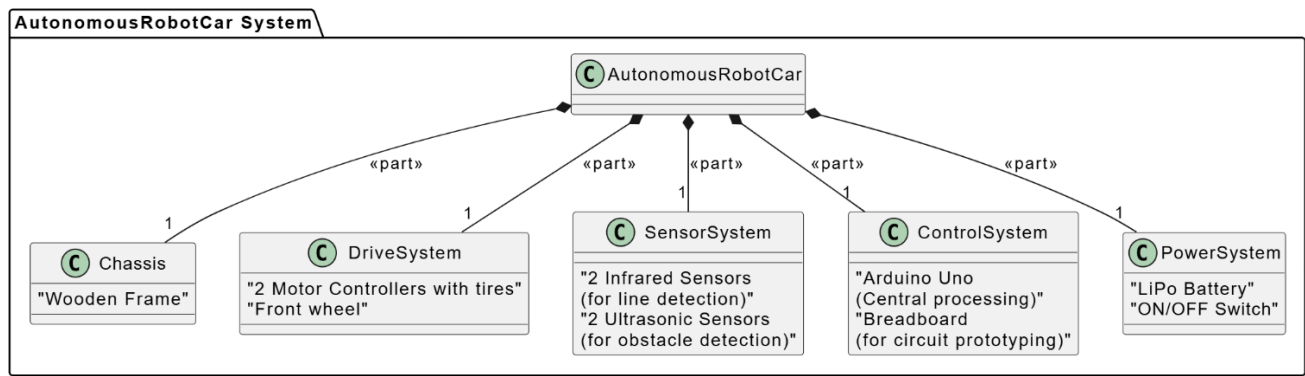 AutonomousRobotCar System
C AutonomousRobotCar
«part»
«part»
«part»
«part»
«part»
1
1
1
1
1
C Chassis
"Wooden Frame"
C DriveSystem
"2 Motor Controllers with tires"
"Front wheel"
C SensorSystem
"2 Infrared Sensors
(for line detection)"
"2 Ultrasonic Sensors
(for obstacle detection)"
C ControlSystem
"Arduino Uno
(Central processing)"
"Breadboard
(for circuit prototyping)"
C PowerSystem
"LiPo Battery"
"ON/OFF Switch"